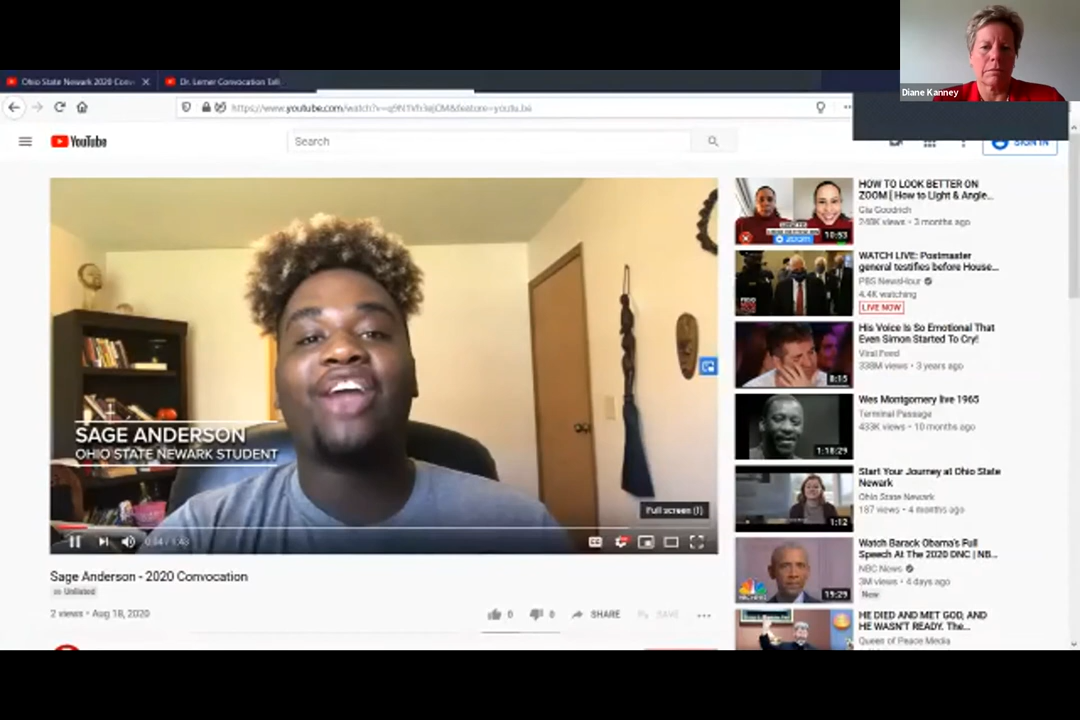 Diane Kanney
Ohio State Newark 2020 Conv
Dr. Lerner Convocation Talk
YouTube
Search
SIGN IN
SAGE ANDERSON
OHIO STATE NEWARK STUDENT
Full screen (f)
Sage Anderson - 2020 Convocation
Unlisted
2 views • Aug 18, 2020
0
0
SHARE
SAVE
10:53
HOW TO LOOK BETTER ON
ZOOM [ How to Light & Angle...
Gia Goodrich
3 months ago
WATCH LIVE: Postmaster
general testifies before House...
PBS NewsHour
4.4K watching
LIVE NOW
8:15
His Voice Is So Emotional That
Even Simon Started To Cry!
Viral Feed
338M views • 3 years ago
1:18:29
Wes Montgomery live 1965
Terminal Passage
433K views • 10 months ago
1:12
Start Your Journey at Ohio State
Newark
Ohio State Newark
187 views • 4 months ago
19:29
Watch Barack Obama's Full
Speech At The 2020 DNC | NB...
NBC News
3M views • 4 days ago
New
HE DIED AND MET GOD; AND
HE WASN'T READY. The...
Queen of Peace Media